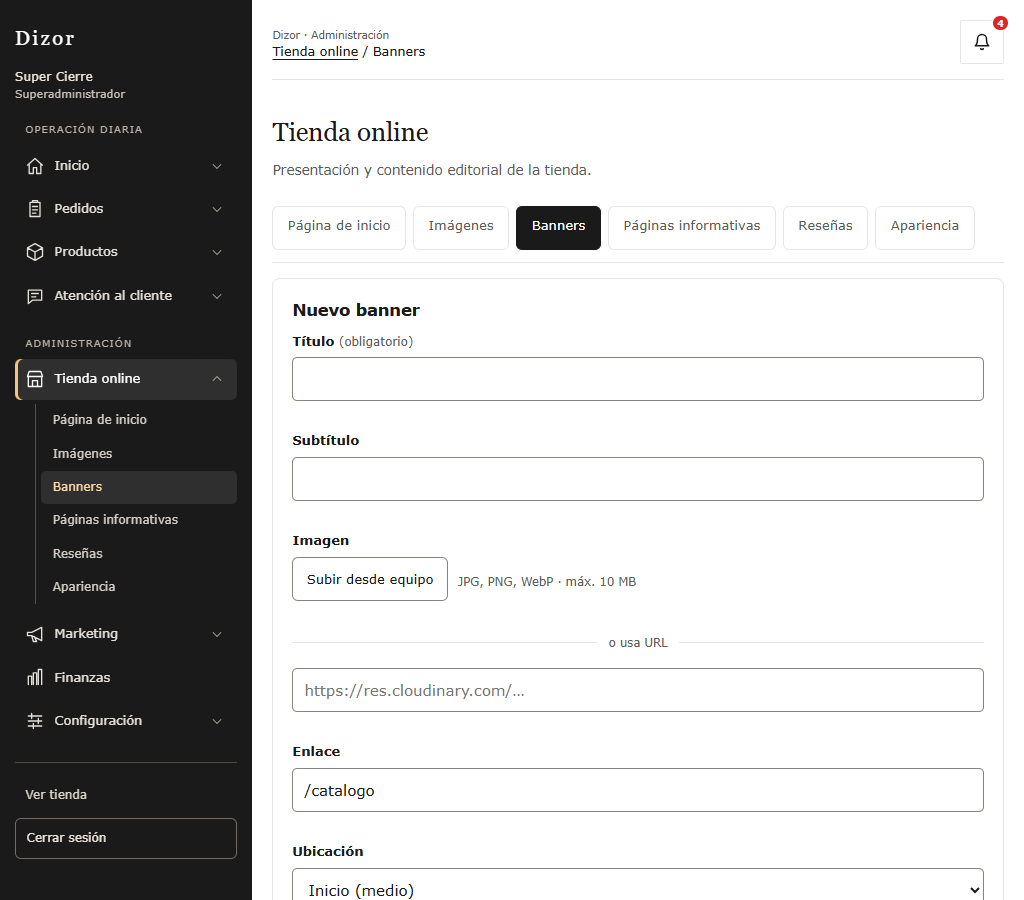 Dizor
Super Cierre
Superadministrador
OPERACIÓN DIARIA
Inicio
Pedidos
Productos
Atención al cliente
ADMINISTRACIÓN
Tienda online
Página de inicio
Imágenes
Banners
Páginas informativas
Reseñas
Apariencia
Marketing
Finanzas
Configuración
Ver tienda
Cerrar sesión
Dizor · Administración
Tienda online / Banners
4
Tienda online
Presentación y contenido editorial de la tienda.
Página de inicio Imágenes Banners Páginas informativas Reseñas Apariencia
Nuevo banner
Título (obligatorio)
Subtítulo
Imagen
Subir desde equipo JPG, PNG, WebP · máx. 10 MB
o usa URL
https://res.cloudinary.com/...
Enlace
/catalogo
Ubicación
Inicio (medio)